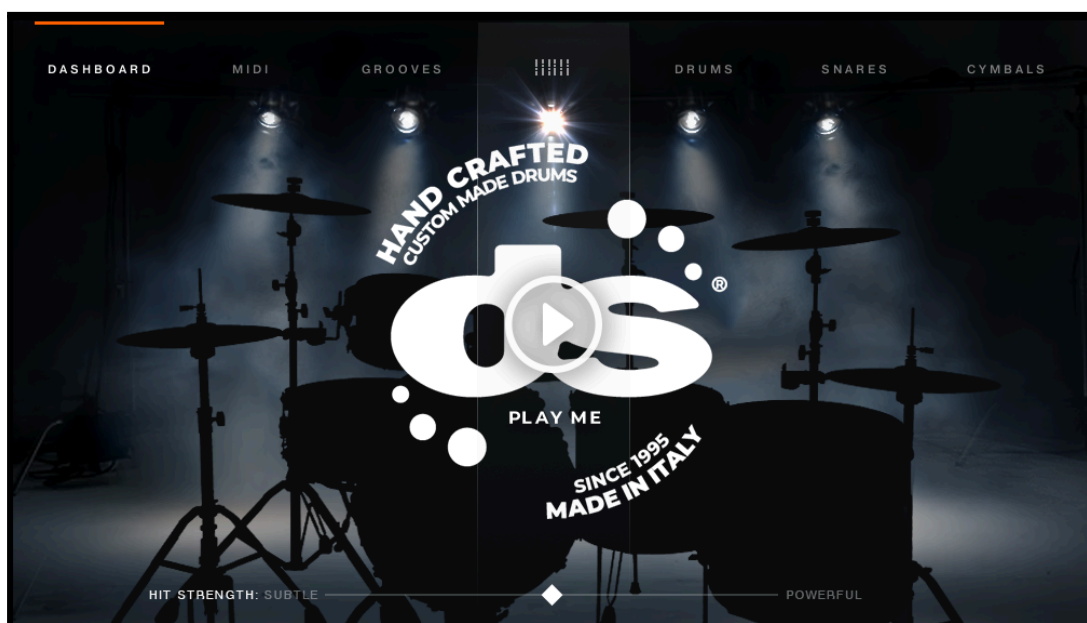 DASHBOARD
MIDI
GROOVES
DRUMS
SNARES
CYMBALS
HAND CRAFTED
CUSTOM MADE DRUMS
ds
®
PLAY ME
SINCE 1995
MADE IN ITALY
HIT STRENGTH: SUBTLE
POWERFUL